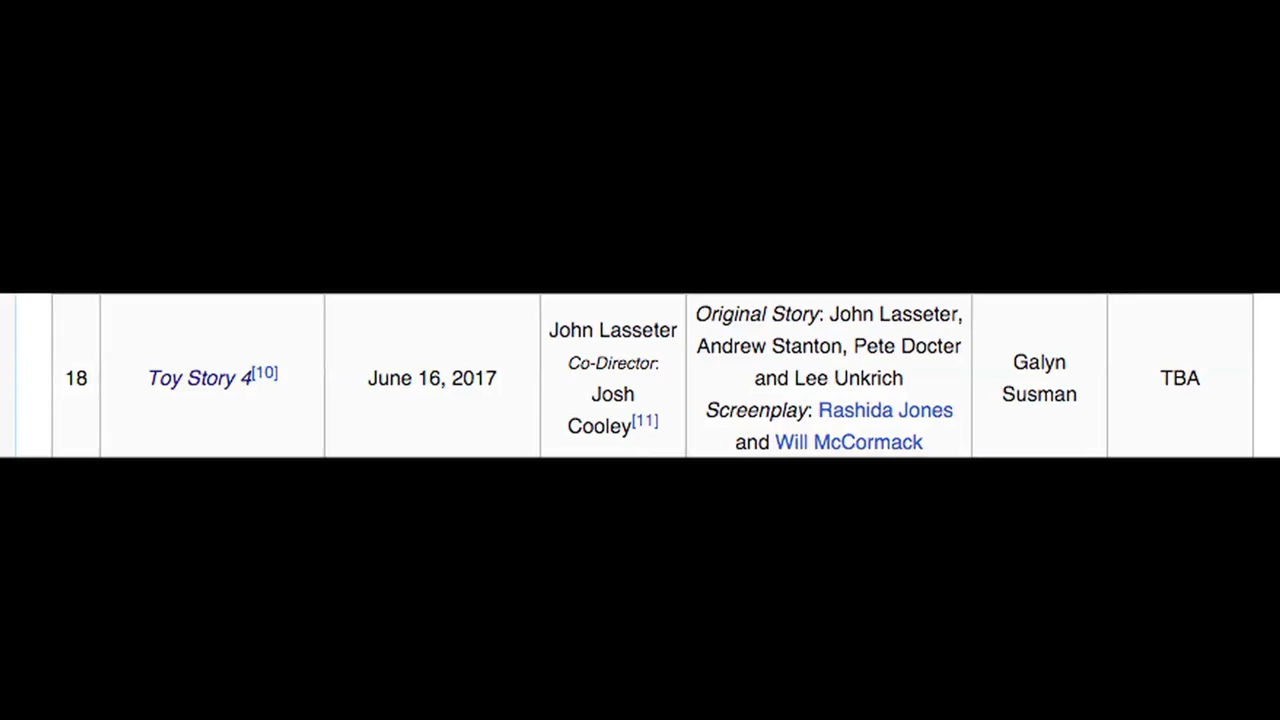 18
Toy Story 4[10]
June 16, 2017
John Lasseter
Co-Director:
Josh
Cooley[11]
Original Story: John Lasseter,
Andrew Stanton, Pete Docter
and Lee Unkrich
Screenplay: Rashida Jones
and Will McCormack
Galyn
Susman
TBA